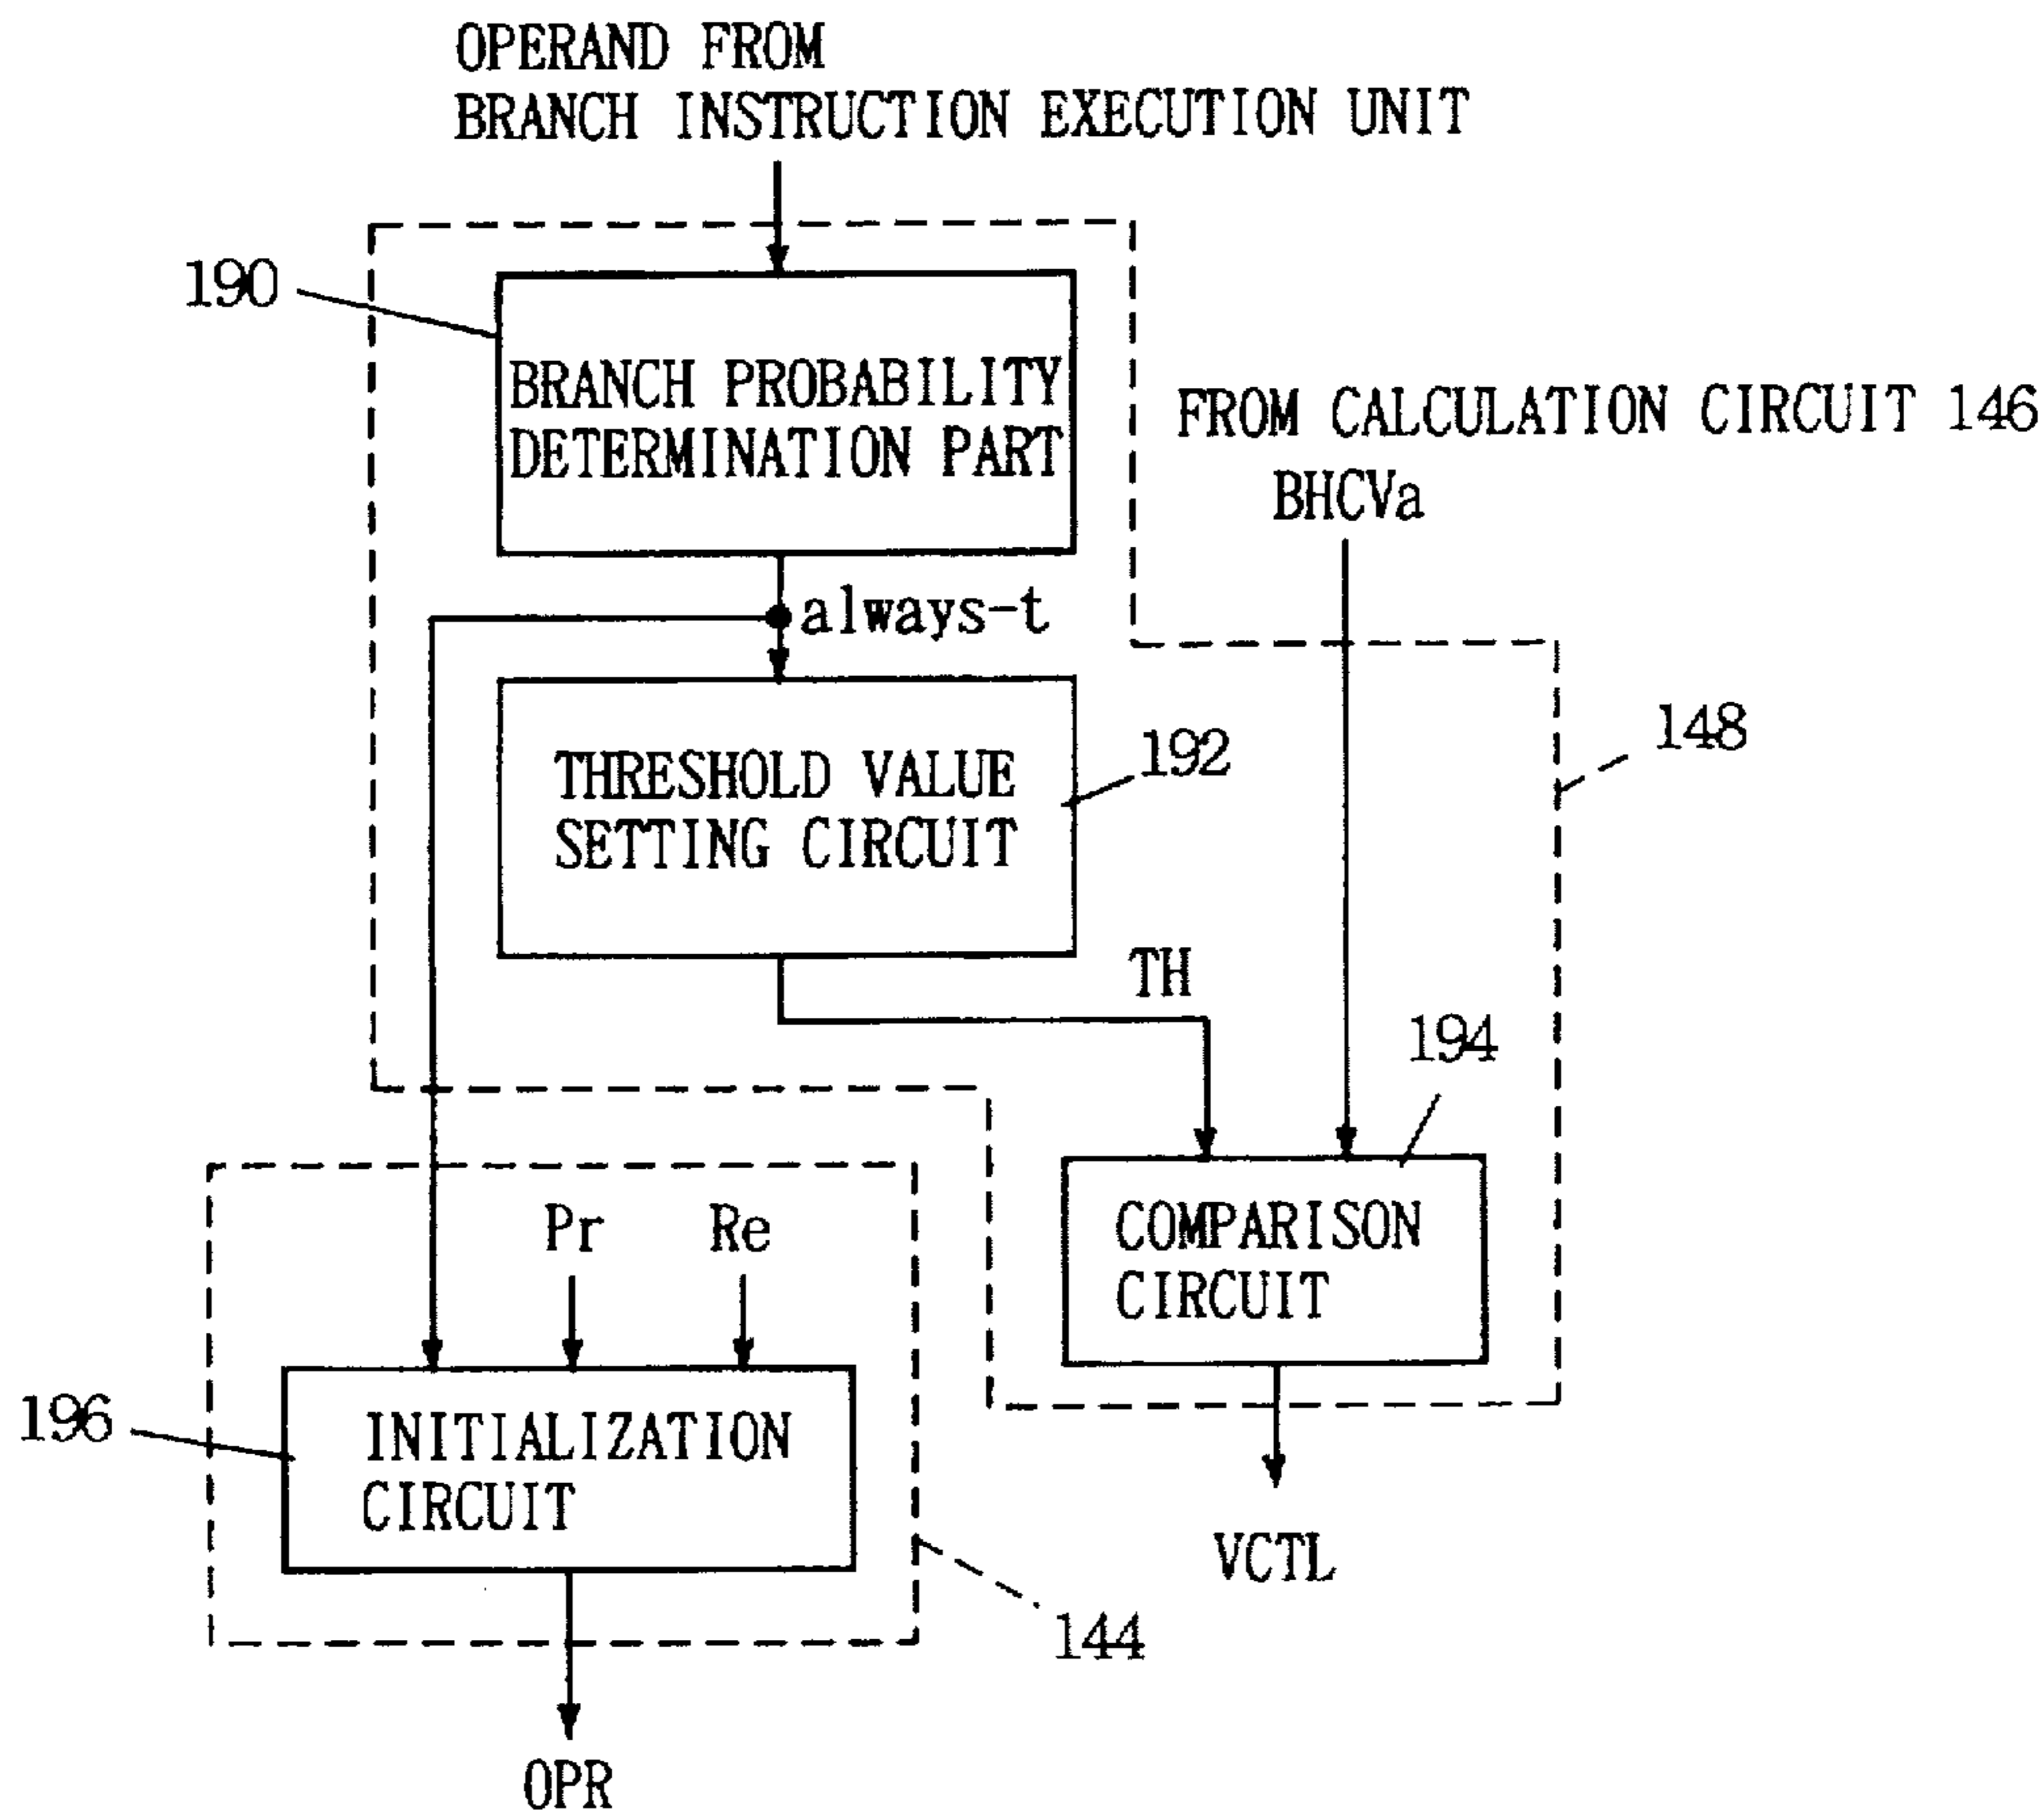 OPERAND FROM
BRANCH INSTRUCTION EXECUTION UNIT
190
BRANCH PROBABILITY
DETERMINATION PART
FROM CALCULATION CIRCUIT 146
BHCVa
always-t
THRESHOLD VALUE
SETTING CIRCUIT
192
148
TH
194
Pr
Re
COMPARISON
CIRCUIT
196
INITIALIZATION
CIRCUIT
VCTL
144
OPR